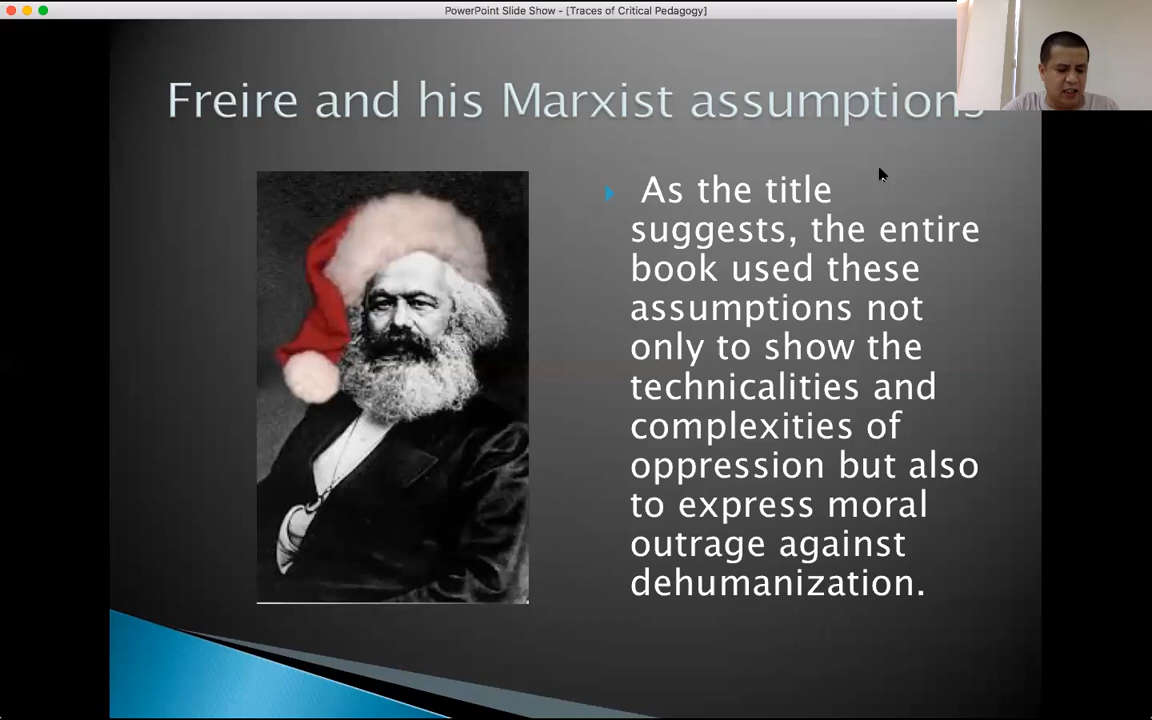 PowerPoint Slide Show - [Traces of Critical Pedagogy]
Freire and his Marxist assumptions
As the title
suggests, the entire
book used these
assumptions not
only to show the
technicalities and
complexities of
oppression but also
to express moral
outrage against
dehumanization.